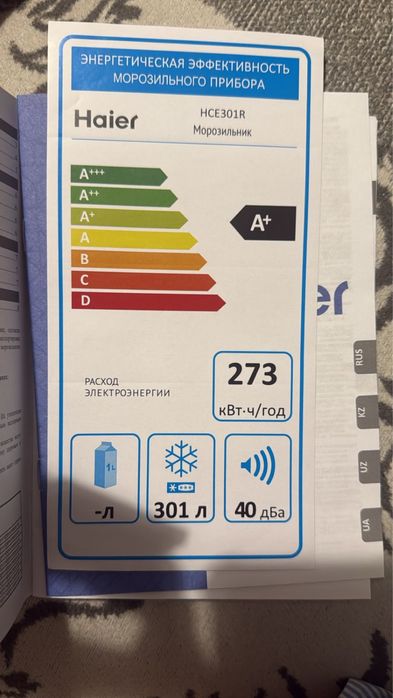 ЭНЕРГЕТИЧЕСКАЯ ЭФФЕКТИВНОСТЬ
МОРОЗИЛЬНОГО ПРИБОРА
Haier
HCE301R
Морозильник
A+++
A++
A+
A
B
C
D
A+
РАСХОД
ЭЛЕКТРОЭНЕРГИИ
273
кВт·ч/год
1L
-л
301 л
40 дБа
er
RUS
KZ
UZ
UA